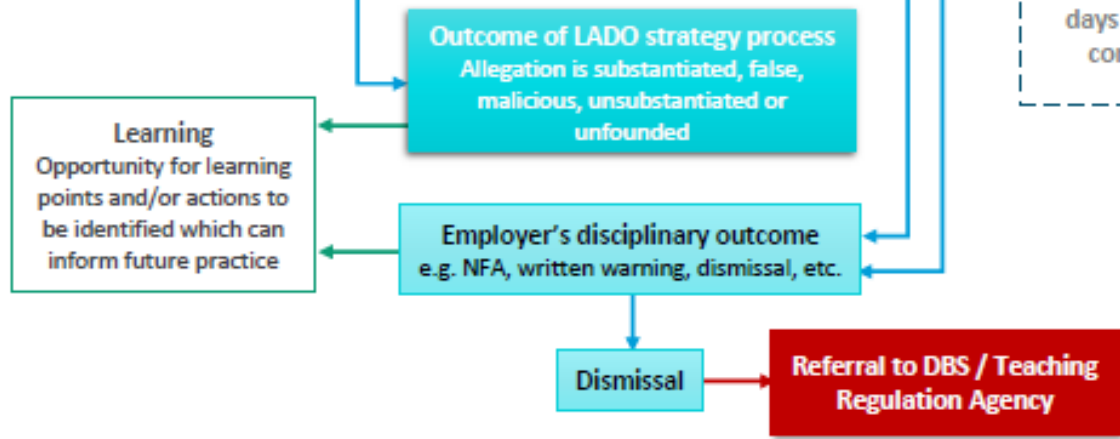 days
Outcome of LADO strategy process
Allegation is substantiated, false,
malicious, unsubstantiated or
unfounded
Learning
Opportunity for learning
points and/or actions to
be identified which can
inform future practice
Employer's disciplinary outcome
e.g. NFA, written warning, dismissal, etc.
Dismissal
Referral to DBS / Teaching
Regulation Agency